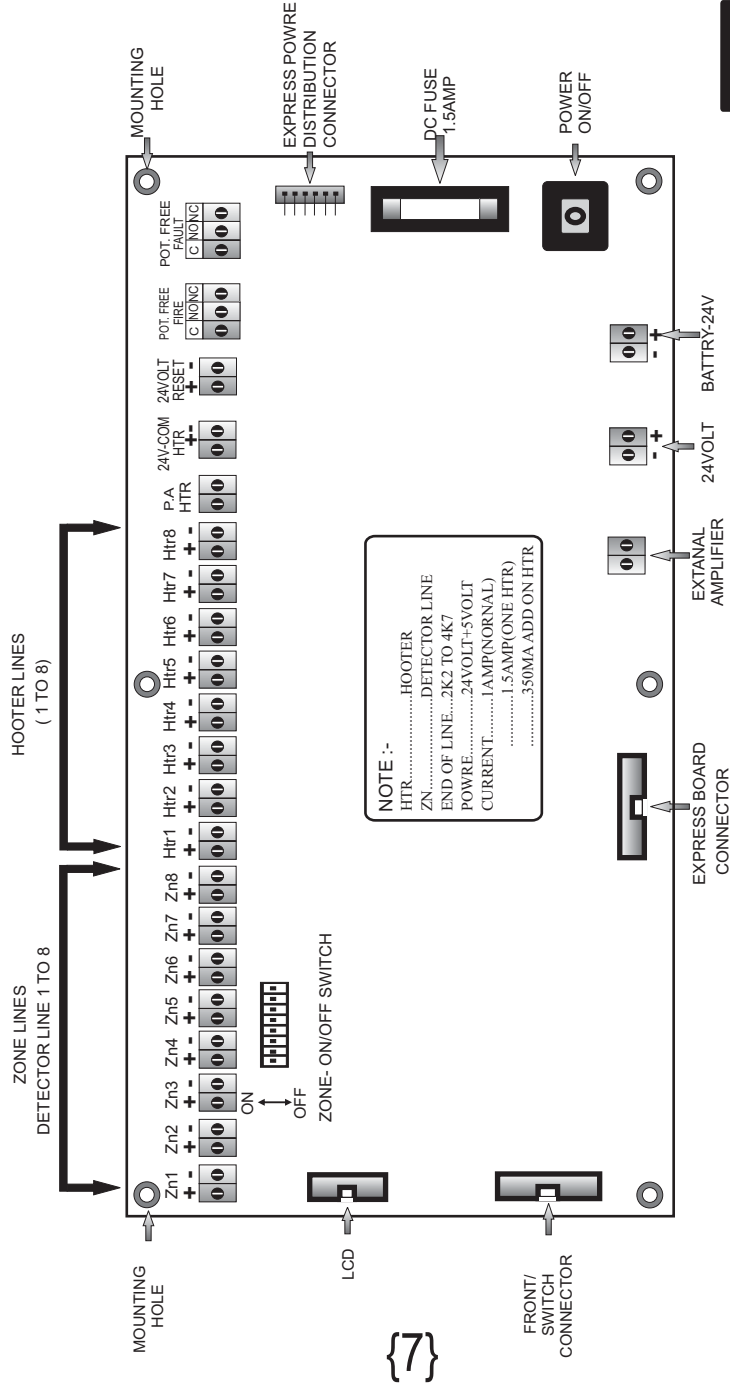 ZONE LINES
DETECTOR LINE 1 TO 8
HOOTER LINES
( 1 TO 8)
MOUNTING
HOLE
MOUNTING
HOLE
Zn1 Zn2 Zn3 Zn4 Zn5 Zn6 Zn7 Zn8 Htr1 Htr2 Htr3 Htr4 Htr5 Htr6 Htr7 Htr8
+ - + - + - + - + - + - + - + - + - + - + - + - + - + - + - + -
P.A
HTR
24V-COM
HTR
+ -
24VOLT
RESET
+ -
POT. FREE
FIRE
C NO NC
POT. FREE
FAULT
C NO NC
EXPRESS POWRE
DISTRIBUTION
CONNECTOR
ON
OFF
ZONE- ON/OFF SWITCH
DC FUSE
1.5AMP
POWER
ON/OFF
LCD
FRONT/
SWITCH
CONNECTOR
NOTE :-
HTR..................HOOTER
ZN....................DETECTOR LINE
END OF LINE...2K2 TO 4K7
POWRE............24VOLT+5VOLT
CURRENT........1AMP(NORNAL)
..............1.5AMP(ONE HTR)
..............350MA ADD ON HTR
EXPRESS BOARD
CONNECTOR
EXTANAL
AMPLIFIER
- +
24VOLT
- +
BATTRY-24V
{7}